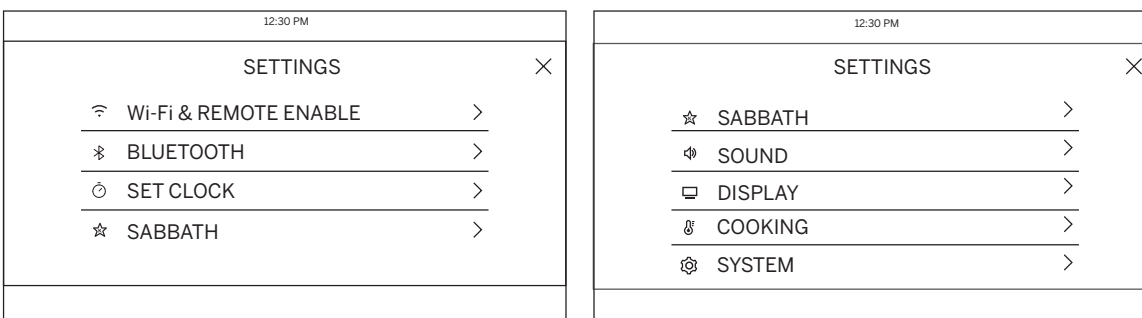 12:30 PM
SETTINGS
Wi-Fi & REMOTE ENABLE
BLUETOOTH
SET CLOCK
SABBATH
12:30 PM
SETTINGS
SABBATH
SOUND
DISPLAY
COOKING
SYSTEM